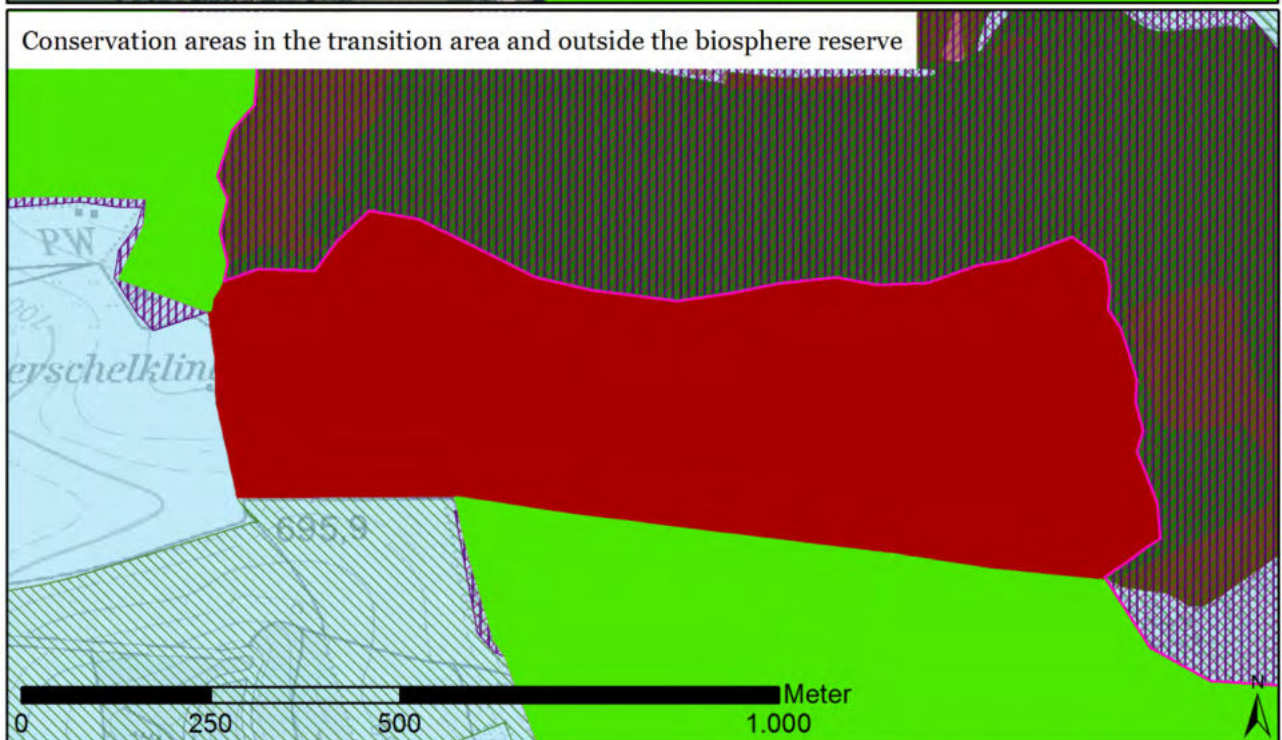 Conservation areas in the transition area and outside the biosphere reserve
PW
erschelkling
695,9
Meter
0 250 500 1.000
N